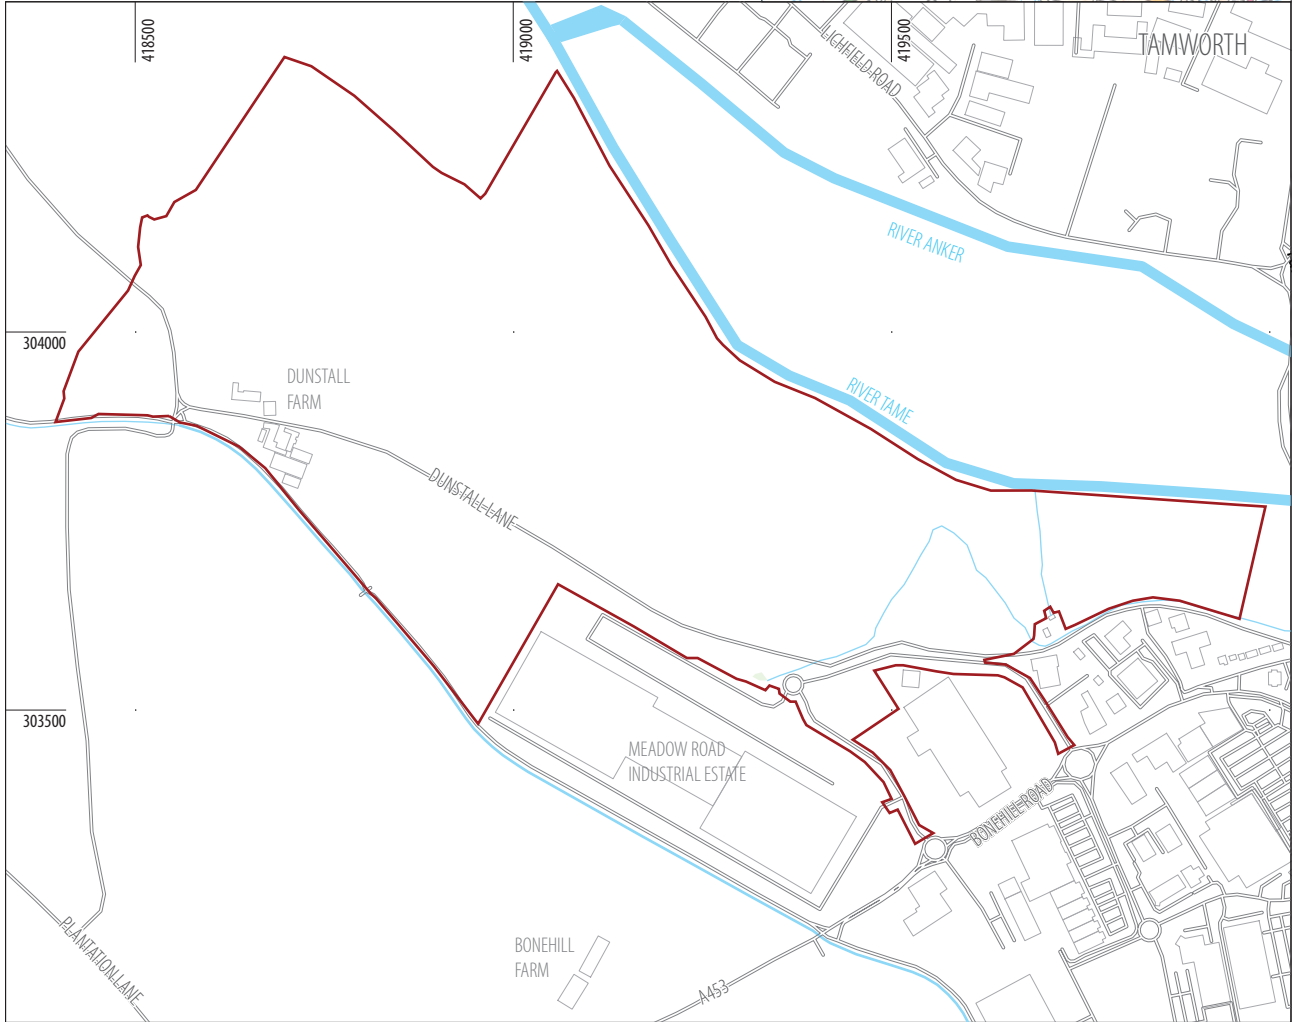 418500
419000
419500
TAMWORTH
LICHFIELD ROAD
RIVER ANKER
304000
DUNSTALL
FARM
RIVER TAME
DUNSTALL LANE
303500
MEADOW ROAD
INDUSTRIAL ESTATE
BONEHILL ROAD
PLANTATION LANE
BONEHILL
FARM
A453